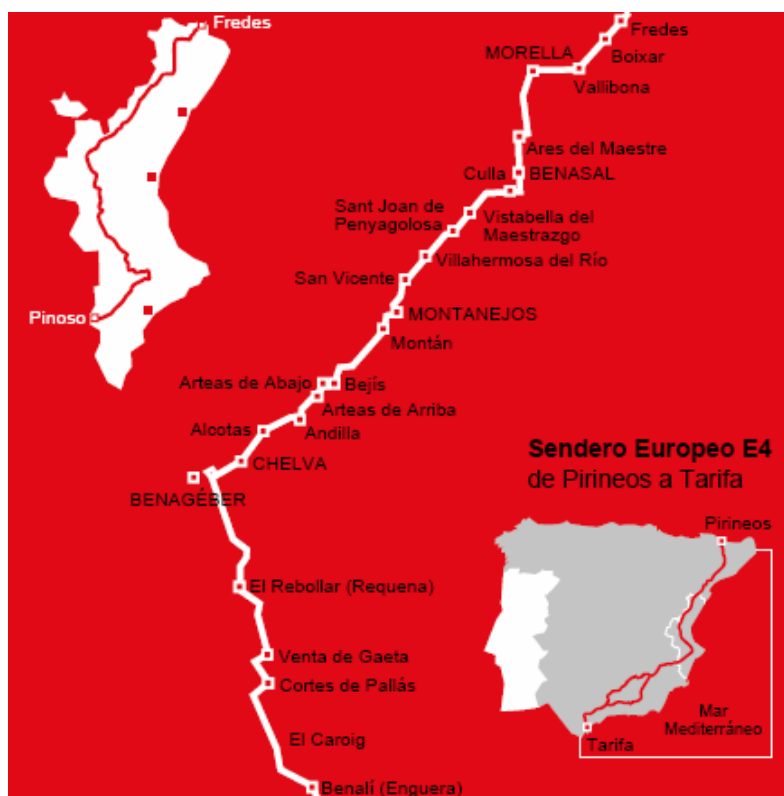 Fredes
Pinoso
Fredes
Boixar
MORELLA
Vallibona
Ares del Maestre
Culla
BENASAL
Sant Joan de
Penyagolosa
Vistabella del
Maestrazgo
Villahermosa del Río
San Vicente
MONTANEJOS
Montán
Arteas de Abajo
Bejís
Arteas de Arriba
Alcotas
Andilla
CHELVA
BENAGÉBER
El Rebollar (Requena)
Venta de Gaeta
Cortes de Pallás
El Caroig
Benalí (Enguera)
Sendero Europeo E4
de Pirineos a Tarifa
Pirineos
Mar
Mediterráneo
Tarifa